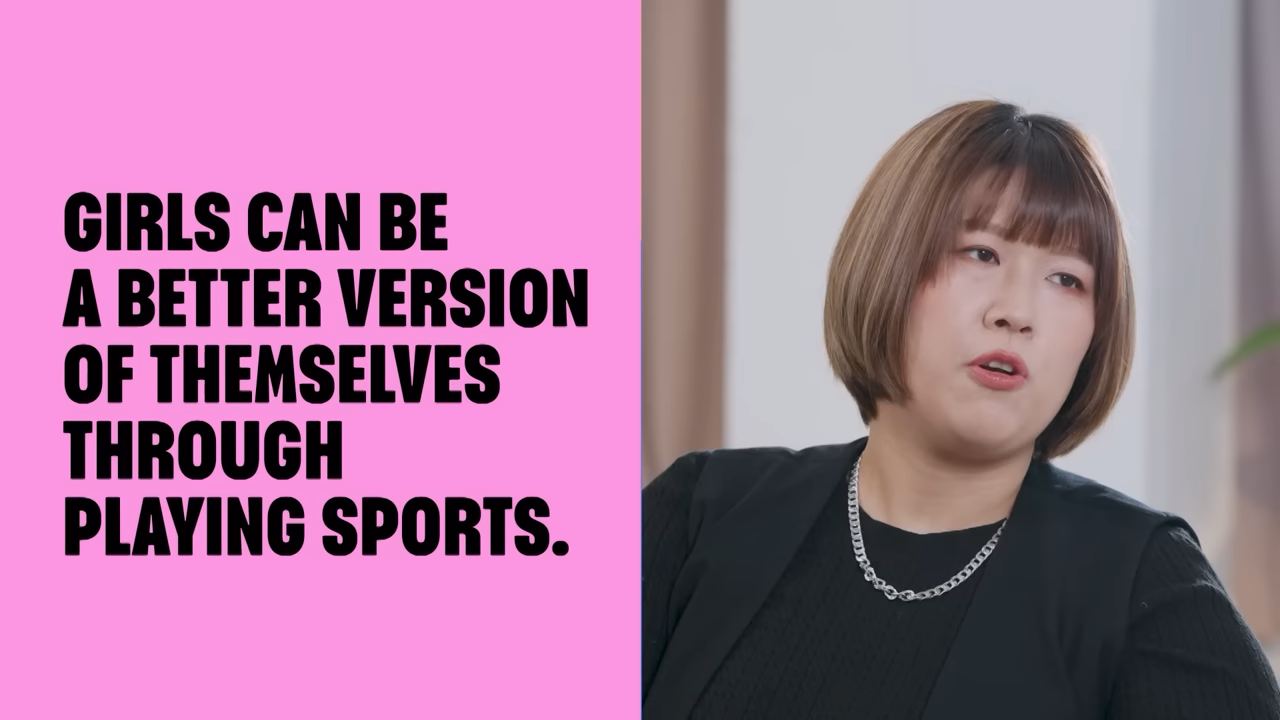 GIRLS CAN BE
A BETTER VERSION
OF THEMSELVES
THROUGH
PLAYING SPORTS.